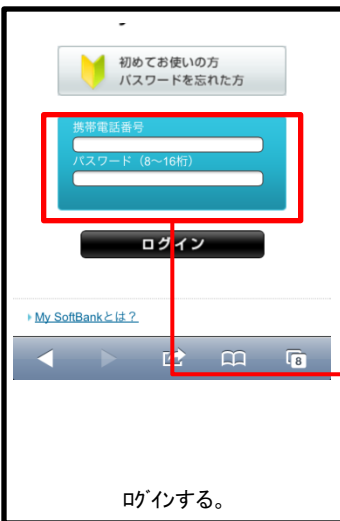 初めてお使いの方
パスワードを忘れた方
携帯電話番号
パスワード（8～16桁）
ログイン
My SoftBankとは？
8
ﾛｸﾞｲﾝする。